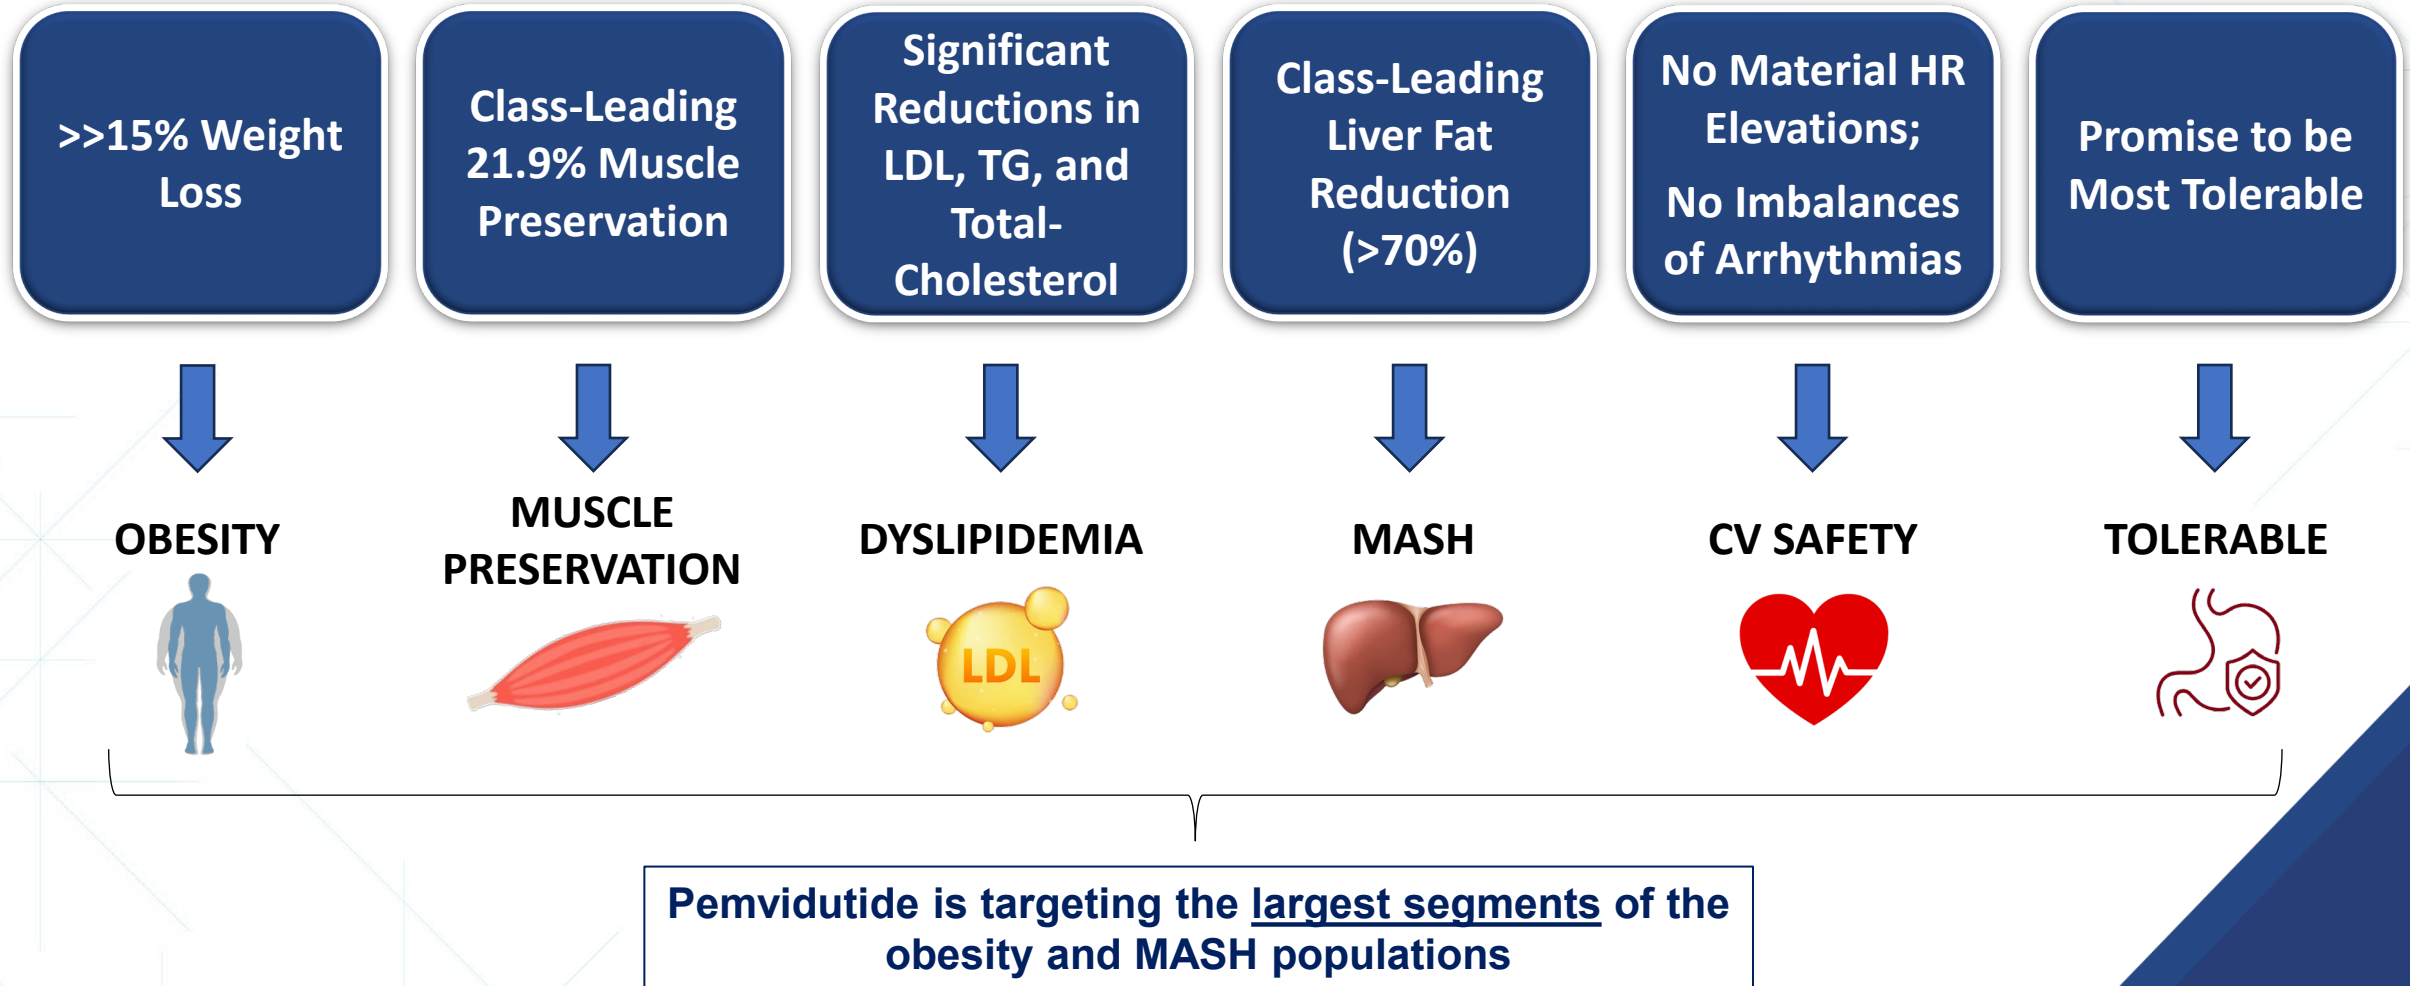 >>15% Weight
Loss
Class-Leading
21.9% Muscle
Preservation
Significant
Reductions in
LDL, TG, and
Total-
Cholesterol
Class-Leading
Liver Fat
Reduction
(>70%)
No Material HR
Elevations;
No Imbalances
of Arrhythmias
Promise to be
Most Tolerable
OBESITY
MUSCLE
PRESERVATION
DYSLIPIDEMIA
MASH
CV SAFETY
TOLERABLE
LDL
Pemvidutide is targeting the largest segments of the
obesity and MASH populations